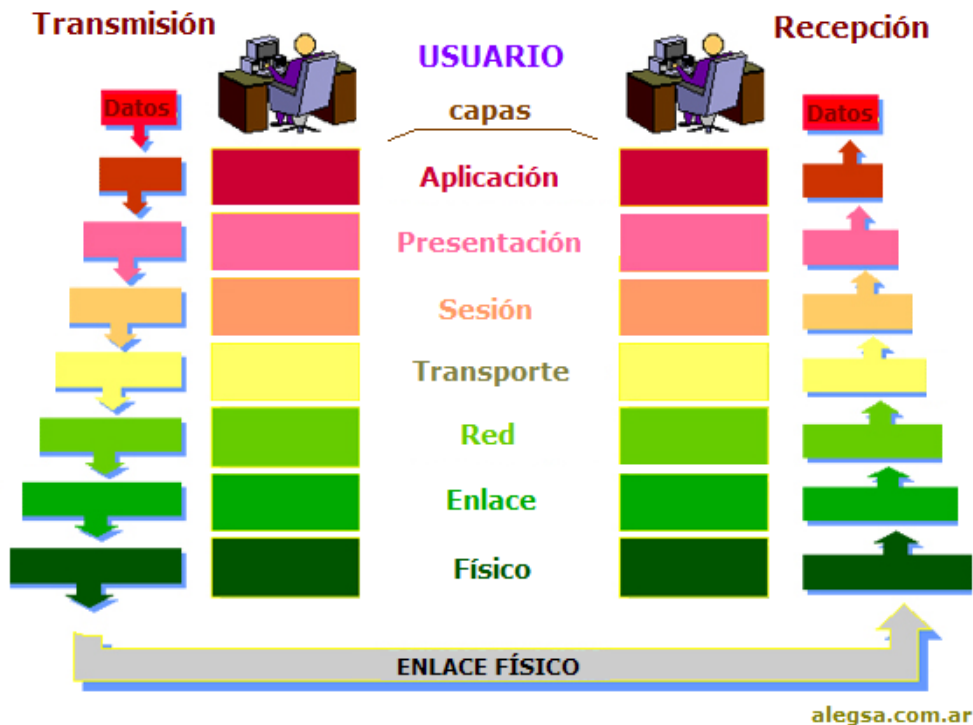 Transmisión
Recepción
USUARIO
capas
Datos
Datos
Aplicación
Presentación
Sesión
Transporte
Red
Enlace
Físico
ENLACE FÍSICO
alegsa.com.ar